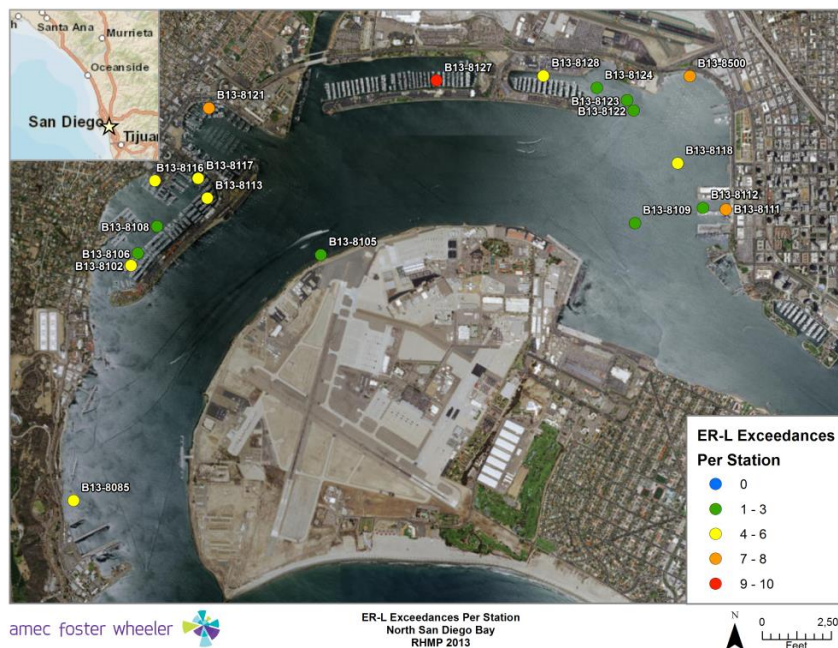 Santa Ana
Murrieta
Oceanside
San Diego
Tijuan
B13-8127
B13-8128
B13-8124
B13-8500
B13-8121
B13-8123
B13-8122
B13-8118
B13-8116
B13-8117
B13-8113
B13-8112
B13-8109
B13-8111
B13-8108
B13-8106
B13-8102
B13-8105
B13-8085
ER-L Exceedances
Per Station
0
1 - 3
4 - 6
7 - 8
9 - 10
amec foster wheeler
ER-L Exceedances Per Station
North San Diego Bay
RHMP 2013
N
0 2,50
Feet